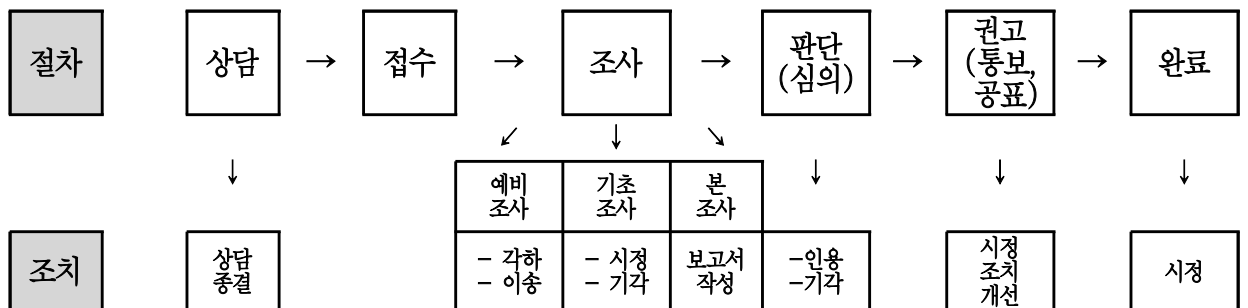 절차
상담
→
접수
→
조사
→
판단
(심의)
→
권고
(통보,
공표)
→
완료
↓
↙
↓
↘
↓
↓
↓
예비
조사
기초
조사
본
조사
조치
상담
종결
- 각하
- 이송
- 시정
- 기각
보고서
작성
-인용
-기각
시정
조치
개선
시정